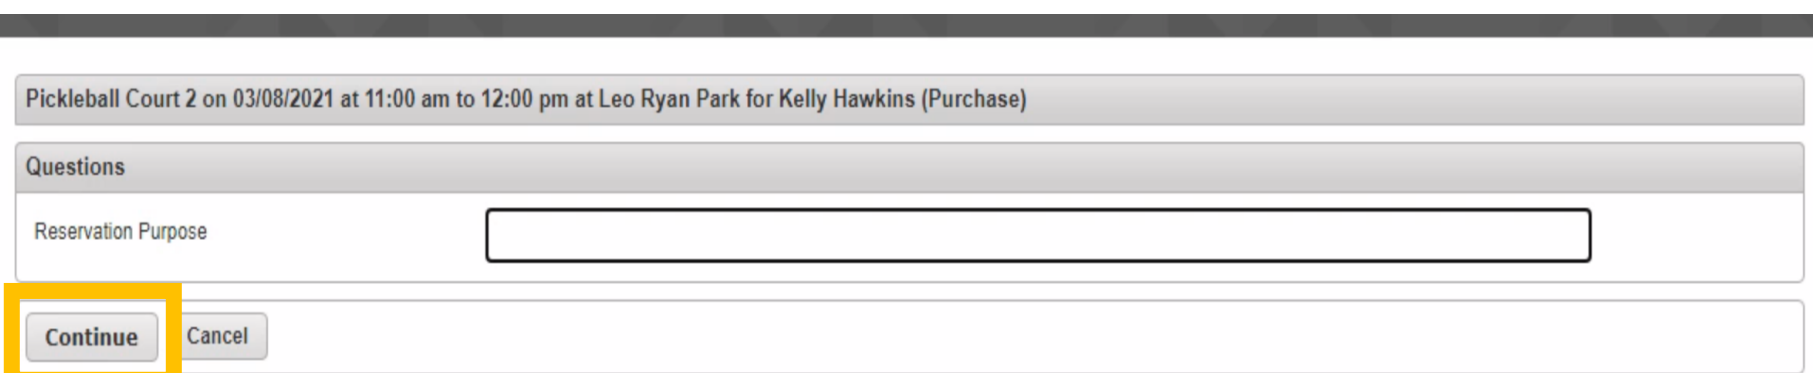 Pickleball Court 2 on 03/08/2021 at 11:00 am to 12:00 pm at Leo Ryan Park for Kelly Hawkins (Purchase)
Questions
Reservation Purpose
Continue Cancel